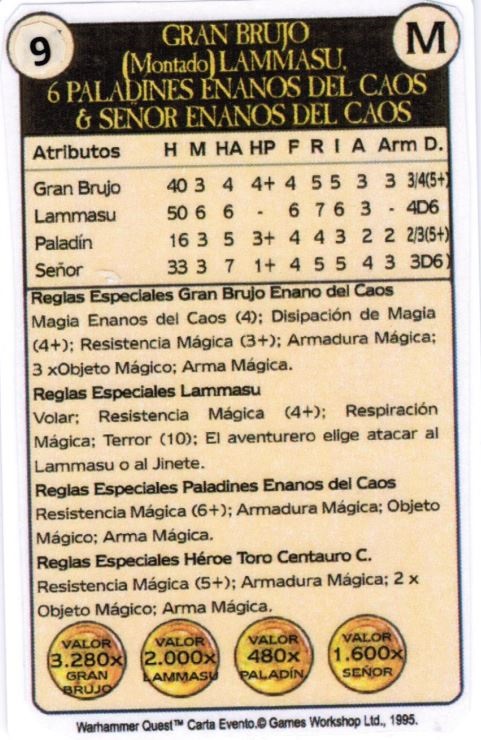 9
M
GRAN BRUJO
(Montado) LAMMASU,
6 PALADINES ENANOS DEL CAOS
& SEÑOR ENANOS DEL CAOS
Atributos H M HA HP F R I A Arm D.
Gran Brujo 40 3 4 4+ 4 5 5 3 3 3/4(5+)
Lammasu 50 6 6 - 6 7 6 3 - 4D6
Paladín 16 3 5 3+ 4 4 3 2 2 2/3(5+)
Señor 33 3 7 1+ 4 5 5 4 3 3D6)
Reglas Especiales Gran Brujo Enano del Caos
Magia Enanos del Caos (4); Disipación de Magia
(4+); Resistencia Mágica (3+); Armadura Mágica;
3 xObjeto Mágico; Arma Mágica.
Reglas Especiales Lammasu
Volar; Resistencia Mágica (4+); Respiración
Mágica; Terror (10); El aventurero elige atacar al
Lammasu o al Jinete.
Reglas Especiales Paladines Enanos del Caos
Resistencia Mágica (6+); Armadura Mágica; Objeto
Mágico; Arma Mágica.
Reglas Especiales Héroe Toro Centauro C.
Resistencia Mágica (5+); Armadura Mágica; 2 x
Objeto Mágico; Arma Mágica.
VALOR
3.280x
GRAN
BRUJO
VALOR
2.000x
LAMMASU
VALOR
480x
PALADÍN
VALOR
1.600x
SEÑOR
Warhammer Quest™ Carta Evento.© Games Workshop Ltd., 1995.